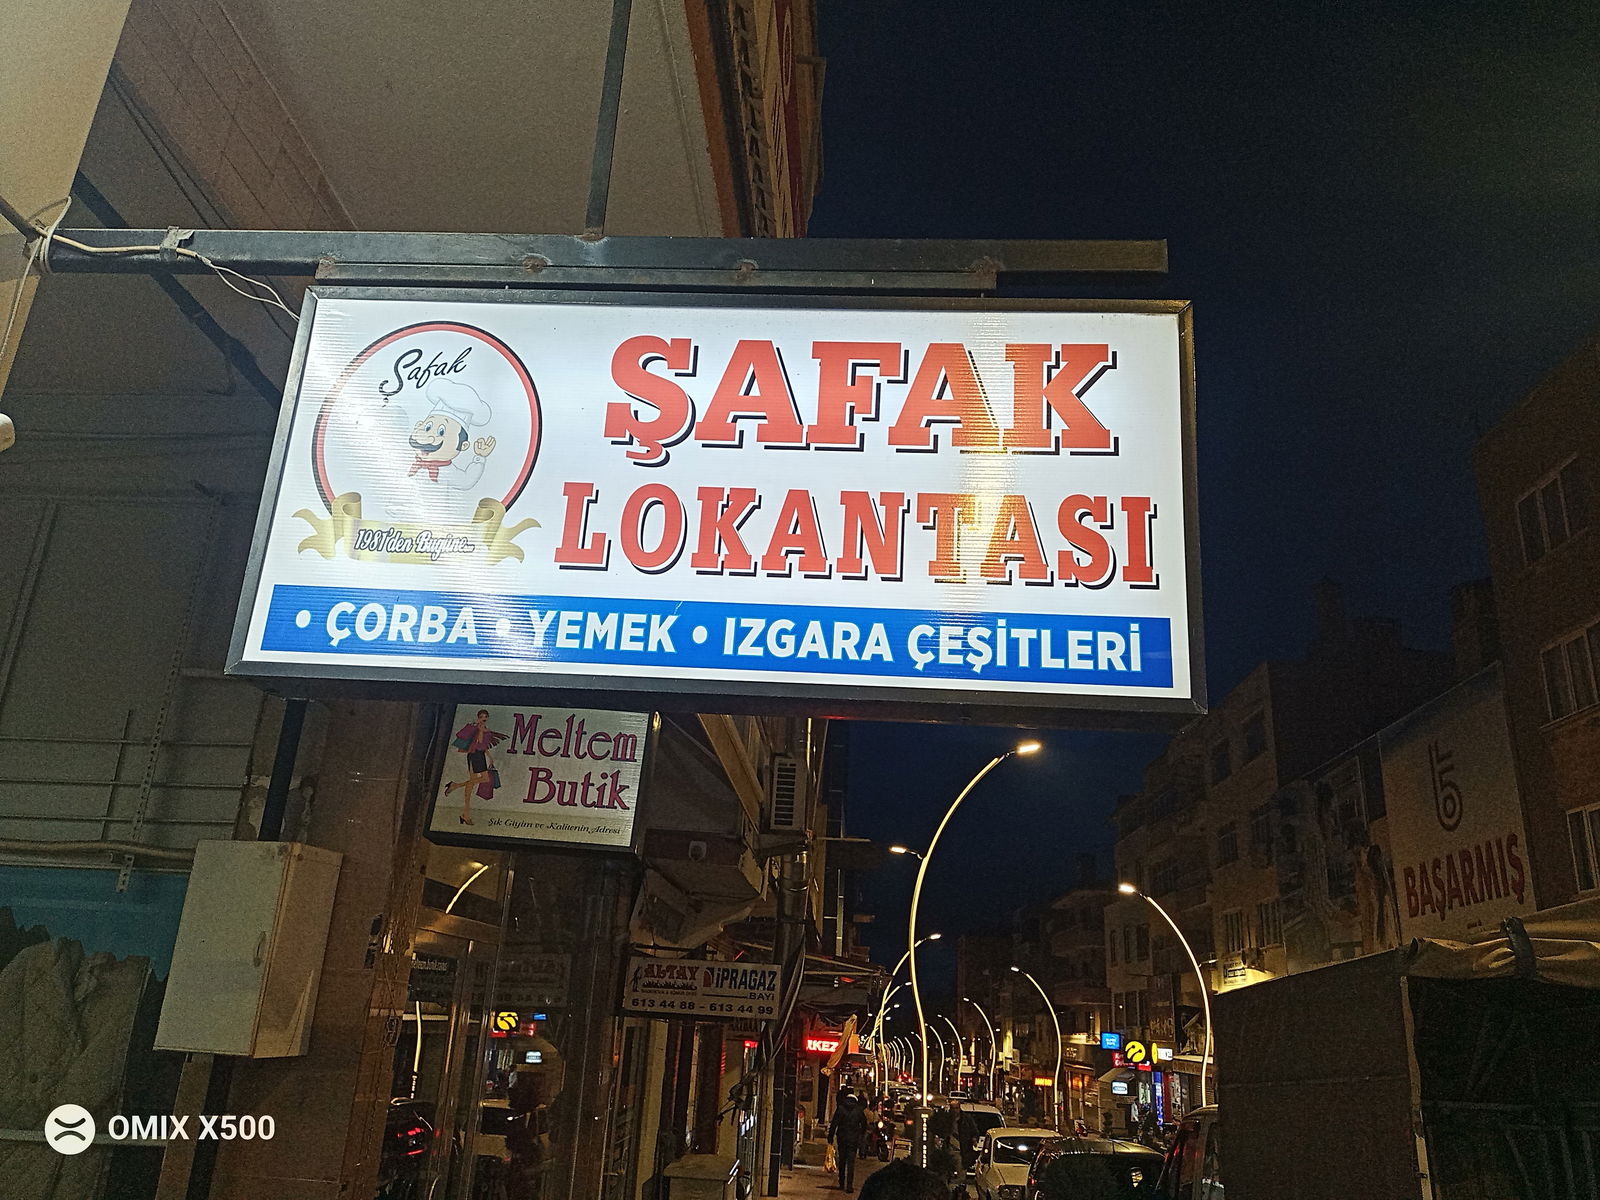 Şafak
1981'den Bugüne...
ŞAFAK
LOKANTASI
• ÇORBA • YEMEK • IZGARA ÇEŞİTLERİ
Meltem
Butik
Şık Giyim ve Kalitenin Adresi
ALTAY
İPRAGAZ
BAYİ
613 44 88 - 613 44 99
BAŞARMIŞ
RKEZ
OMIX X500